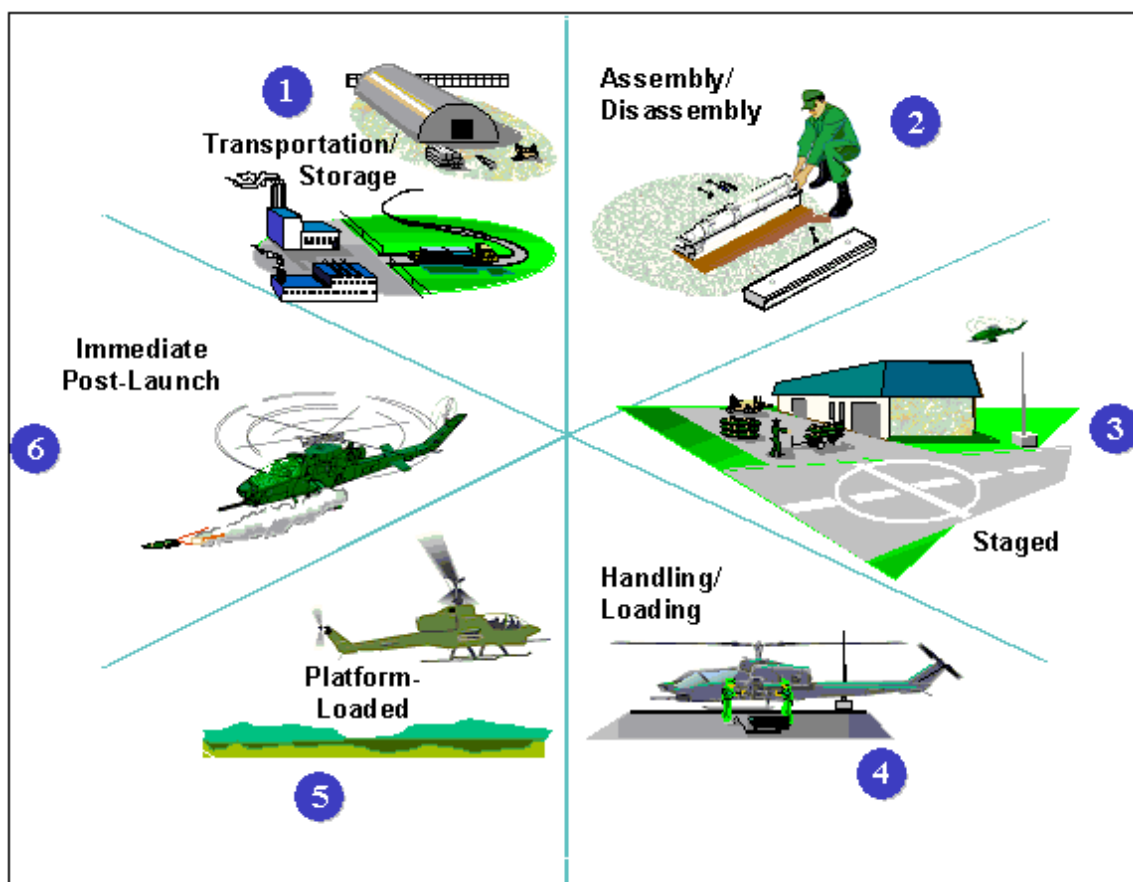 1
Transportation/
Storage
Assembly/
Disassembly
2
3
Staged
Handling/
Loading
4
Platform-
Loaded
5
Immediate
Post-Launch
6